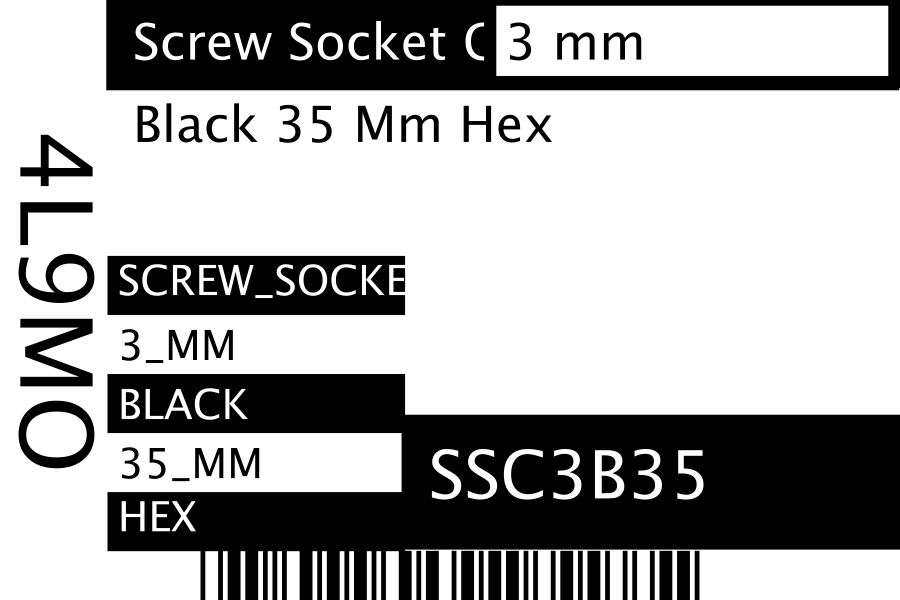 Screw Socket C
3 mm
Black 35 Mm Hex
4L9MO
SCREW_SOCKE
3_MM
BLACK
35_MM
HEX
SSC3B35